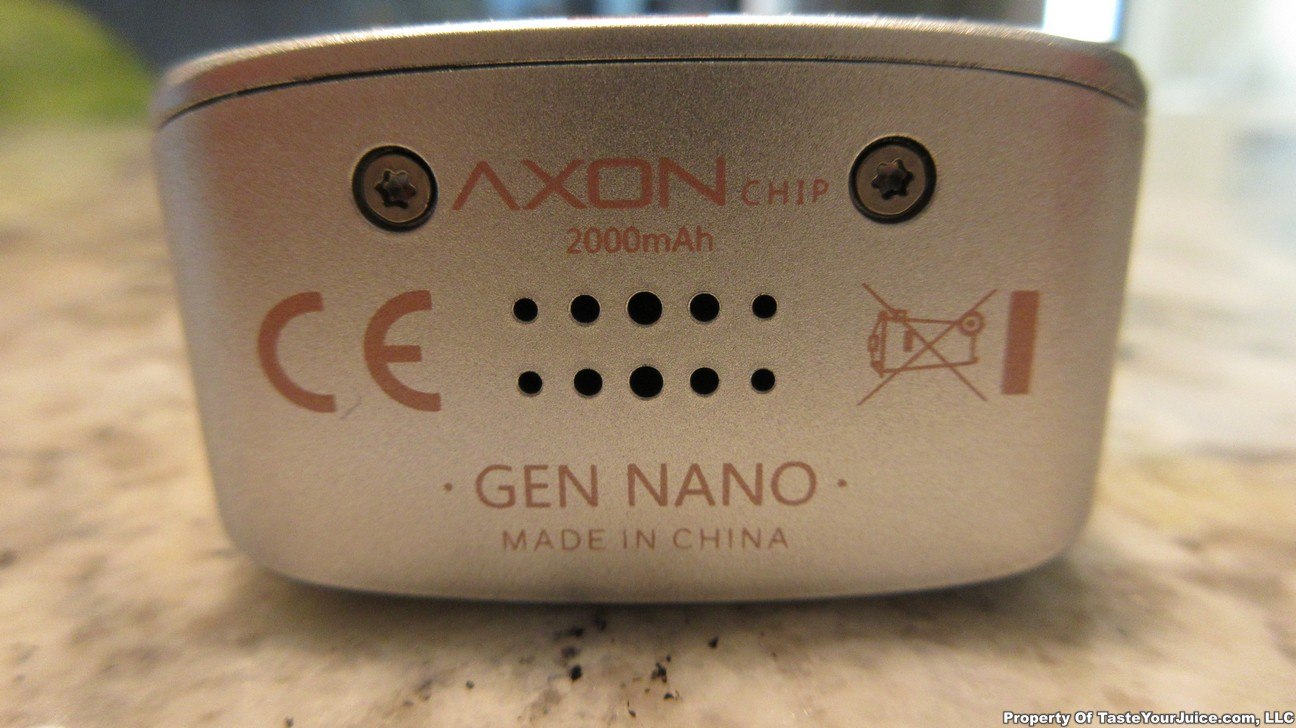 AXON CHIP
2000mAh
CE
· GEN NANO ·
MADE IN CHINA
Property Of TasteYourJuice.com, LLC